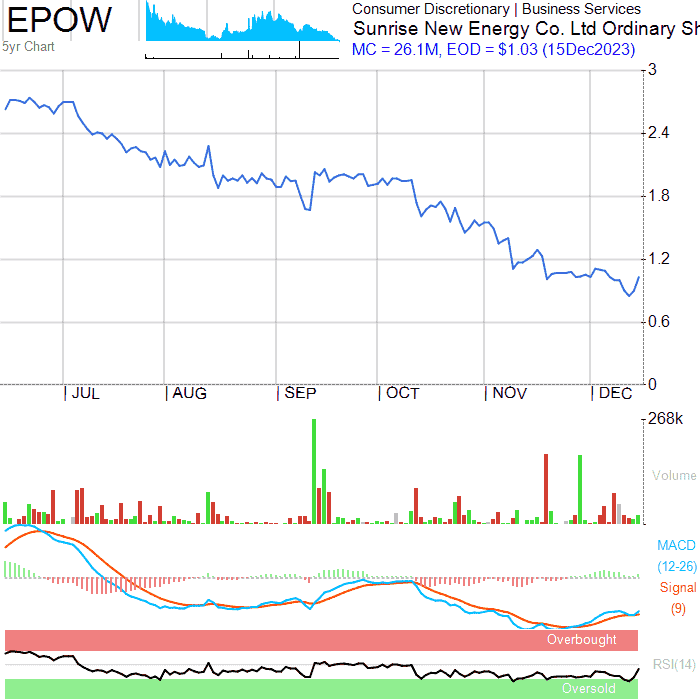 EPOW
5yr Chart
Consumer Discretionary | Business Services
Sunrise New Energy Co. Ltd Ordinary Sh
MC = 26.1M, EOD = $1.03 (15Dec2023)
3
2.4
1.8
1.2
0.6
0
JUL AUG SEP OCT NOV DEC
268k
Volume
MACD
(12-26)
Signal
(9)
Overbought
RSI(14)
Oversold